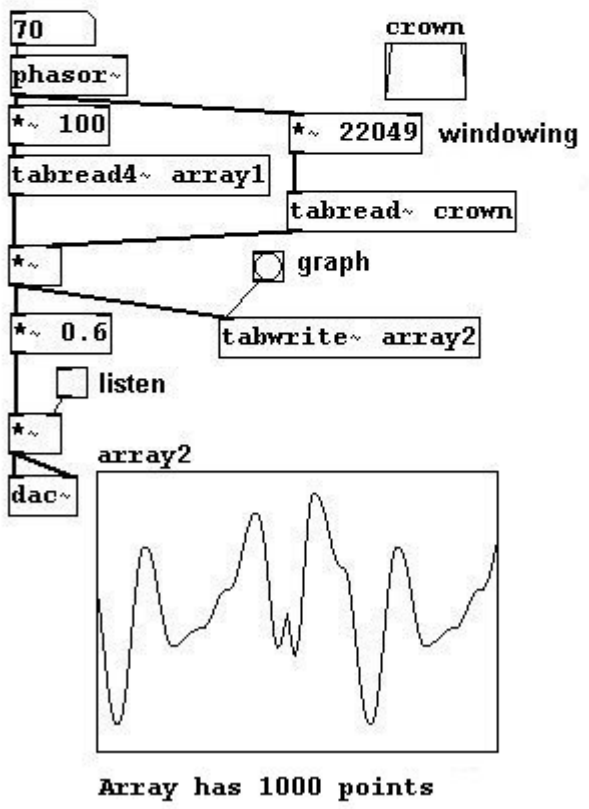 70
crown
phasor~
*~ 100
*~ 22049 windowing
tabread4~ array1
tabread~ crown
*~
graph
*~ 0.6
tabwrite~ array2
listen
*~
array2
dac~
Array has 1000 points